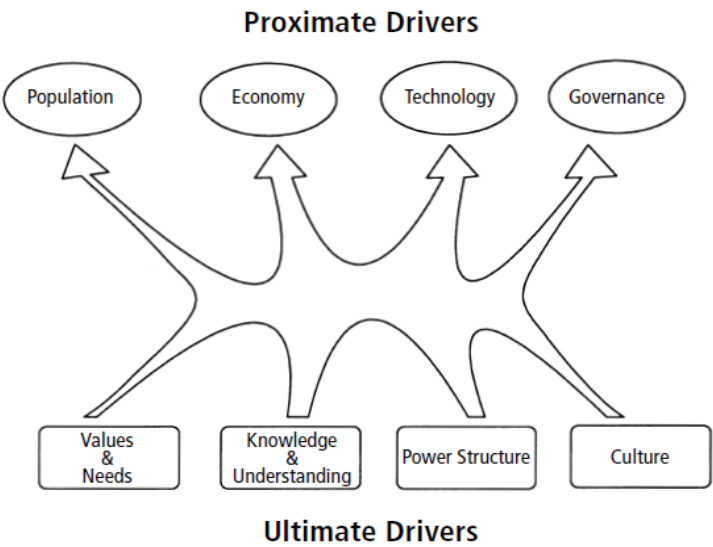 Proximate Drivers
Population
Economy
Technology
Governance
Values
&
Needs
Knowledge
&
Understanding
Power Structure
Culture
Ultimate Drivers